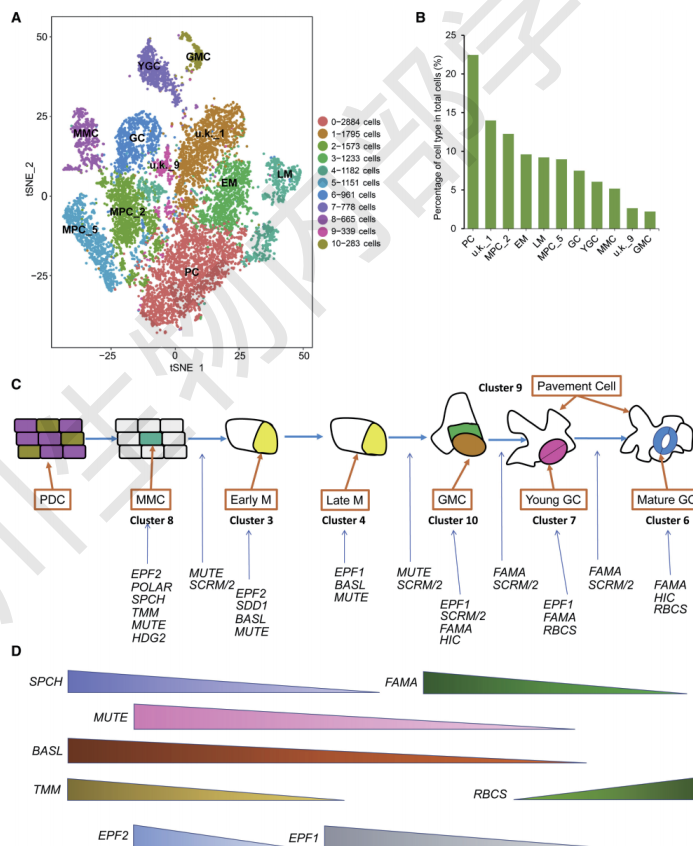 A
50
25
0
−25
tSNE_2
−25
0
25
50
tSNE_1
GMC
YGC
MMC
GC
u.k._1
u.k._9
EM
LM
MPC_2
MPC_5
PC
0-2884 cells
1-1795 cells
2-1573 cells
3-1233 cells
4-1182 cells
5-1151 cells
6-961 cells
7-778 cells
8-665 cells
9-339 cells
10-283 cells
B
Percentage of cell type in total cells (%)
25
20
15
10
5
0
PC
u.k._1
MPC_2
EM
LM
MPC_5
GC
YGC
MMC
u.k._9
GMC
C
Cluster 9
Pavement Cell
PDC
MMC
Early M
Late M
GMC
Young GC
Mature GC
Cluster 8
Cluster 3
Cluster 4
Cluster 10
Cluster 7
Cluster 6
EPF2
POLAR
SPCH
TMM
MUTE
HDG2
MUTE
SCRM/2
EPF2
SDD1
BASL
MUTE
EPF1
BASL
MUTE
MUTE
SCRM/2
EPF1
SCRM/2
FAMA
HIC
FAMA
SCRM/2
EPF1
FAMA
RBCS
FAMA
SCRM/2
FAMA
HIC
RBCS
D
SPCH
FAMA
MUTE
BASL
TMM
RBCS
EPF2
EPF1